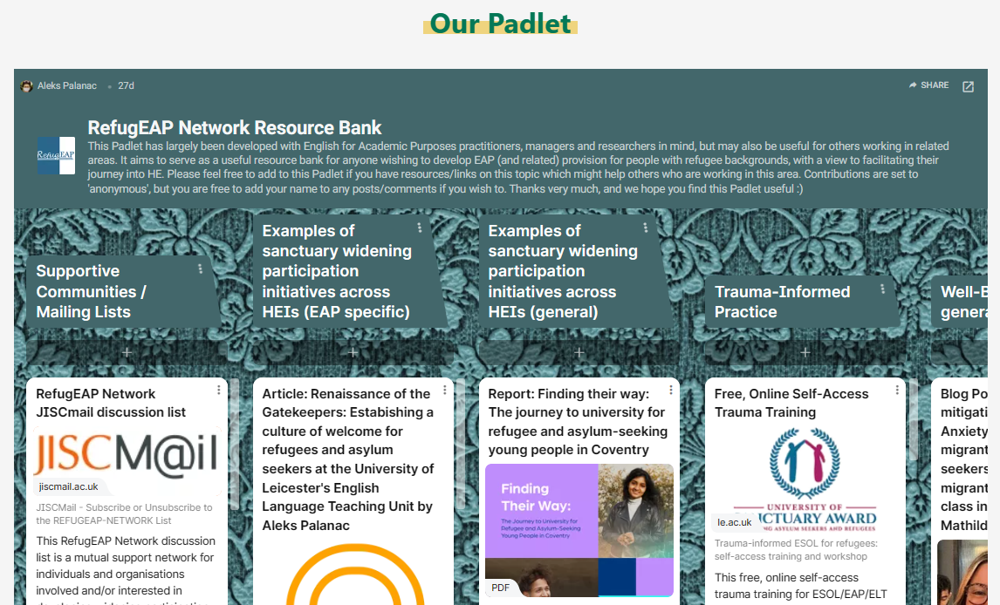 Our Padlet
Aleks Palanac
27d
SHARE
RefugEAP
RefugEAP Network Resource Bank
This Padlet has largely been developed with English for Academic Purposes practitioners, managers and researchers in mind, but may also be useful for others working in related
areas. It aims to serve as a useful resource bank for anyone wishing to develop EAP (and related) provision for people with refugee backgrounds, with a view to facilitating their
journey into HE. Please feel free to add to this Padlet if you have resources/links on this topic which might help others who are working in this area. Contributions are set to
'anonymous', but you are free to add your name to any posts/comments if you wish to. Thanks very much, and we hope you find this Padlet useful :)
Supportive
Communities /
Mailing Lists
RefugEAP Network
JISCmail discussion list
JISCM@il
jiscmail.ac.uk
JISCMail - Subscribe or Unsubscribe to
the REFUGEAP-NETWORK List
This RefugEAP Network discussion
list is a mutual support network for
individuals and organisations
involved and/or interested in
Examples of
sanctuary widening
participation
initiatives across
HEIs (EAP specific)
Article: Renaissance of the
Gatekeepers: Estabishing a
culture of welcome for
refugees and asylum
seekers at the University of
Leicester's English
Language Teaching Unit by
Aleks Palanac
Examples of
sanctuary widening
participation
initiatives across
HEIs (general)
Report: Finding their way:
The journey to university for
refugee and asylum-seeking
young people in Coventry
Finding
Their Way:
The Journey to University for
Refugee and Asylum-Seeking
Young People in Coventry
PDF
Trauma-Informed
Practice
Free, Online Self-Access
Trauma Training
UNIVERSITY OF
CTUARY AWARD
NG ASYLUM SEEKERS AND REFUGEES
le.ac.uk
Trauma-informed ESOL for refugees:
self-access training and workshop
This free, online self-access
trauma training for ESOL/EAP/ELT
Well-B
genera
Blog Po
mitigati
Anxiety
migrant
seekers
migrant
class in
Mathild